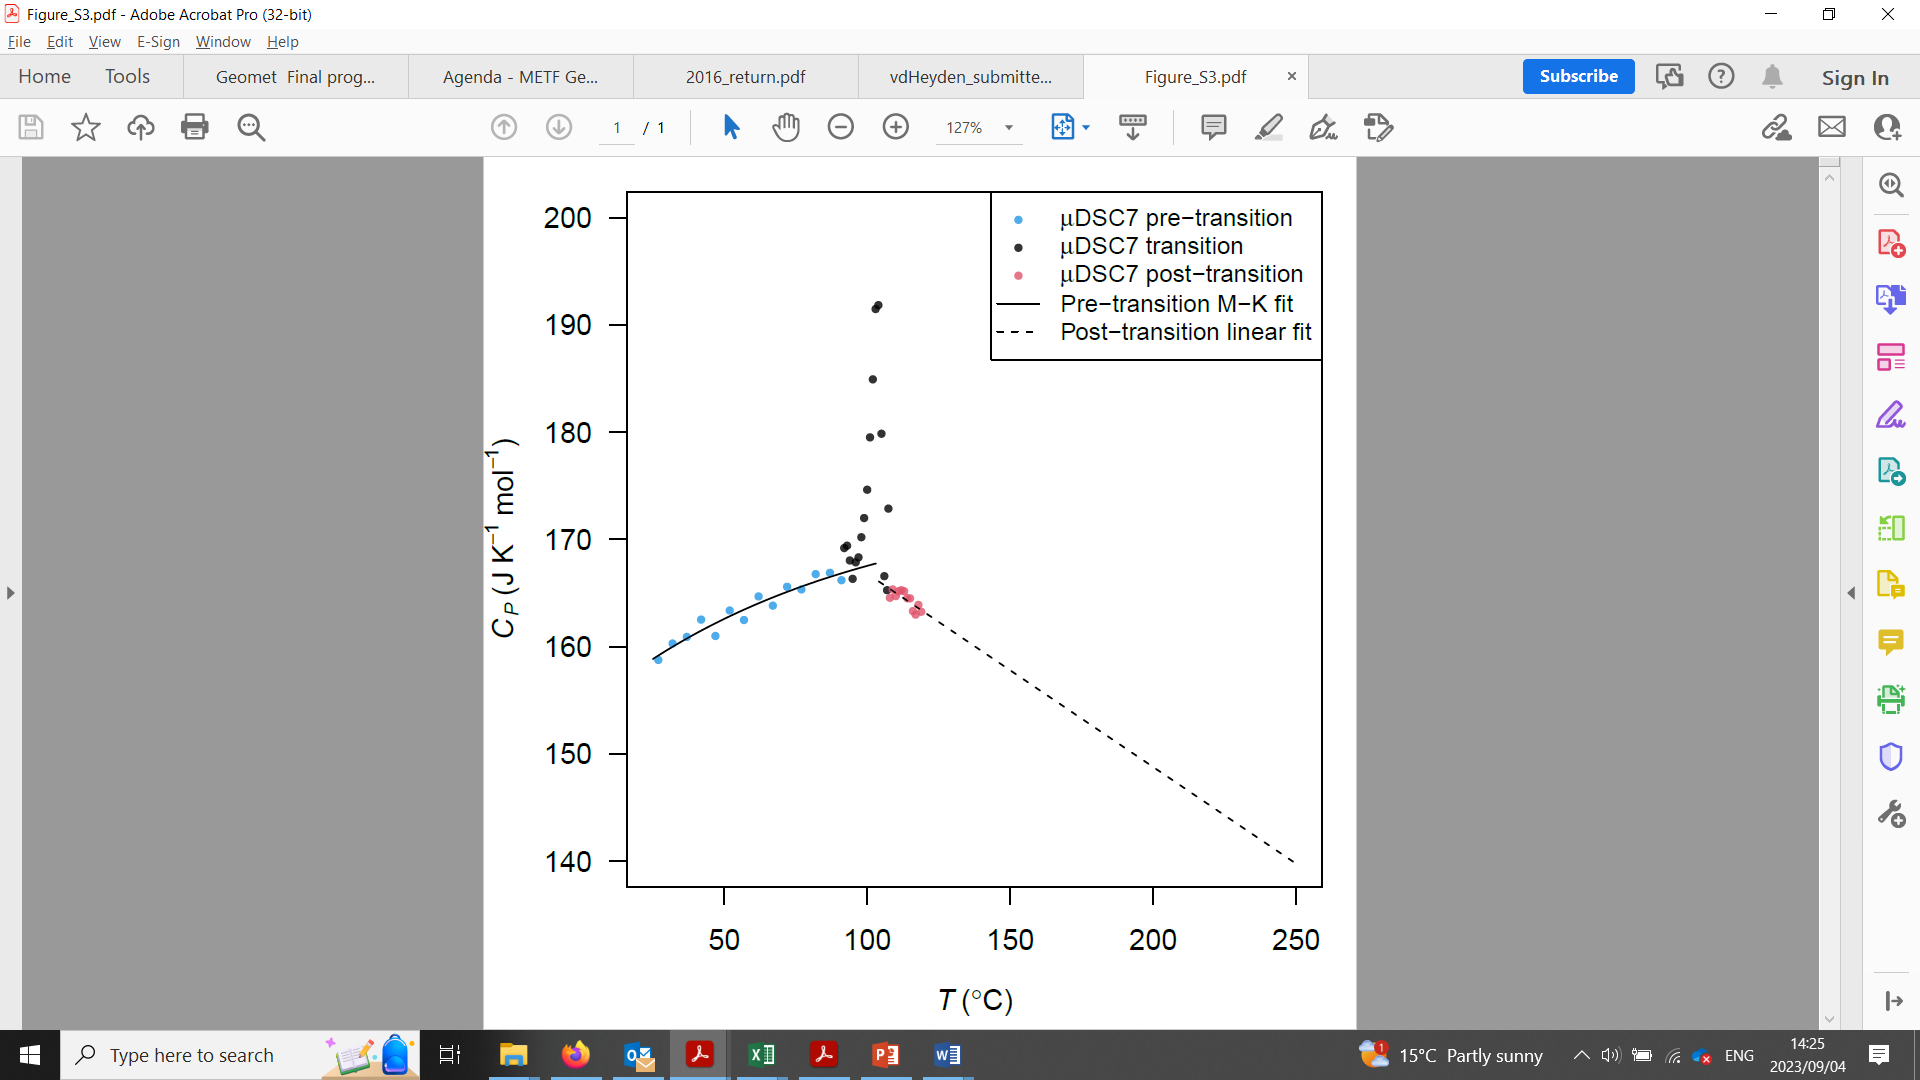 Figure_S3.pdf - Adobe Acrobat Pro (32-bit)
File Edit View E-Sign Window Help
Home Tools Geomet Final prog... Agenda - METF Ge... 2016_return.pdf vdHeyden_submitte... Figure_S3.pdf × Subscribe Sign In
1 / 1 127%
200
190
180
170
160
150
140
C_P (J K⁻¹ mol⁻¹)
μDSC7 pre−transition
μDSC7 transition
μDSC7 post−transition
Pre−transition M−K fit
Post−transition linear fit
50 100 150 200 250
T (°C)
Type here to search
1 15°C Partly sunny ENG 14:25
2023/09/04